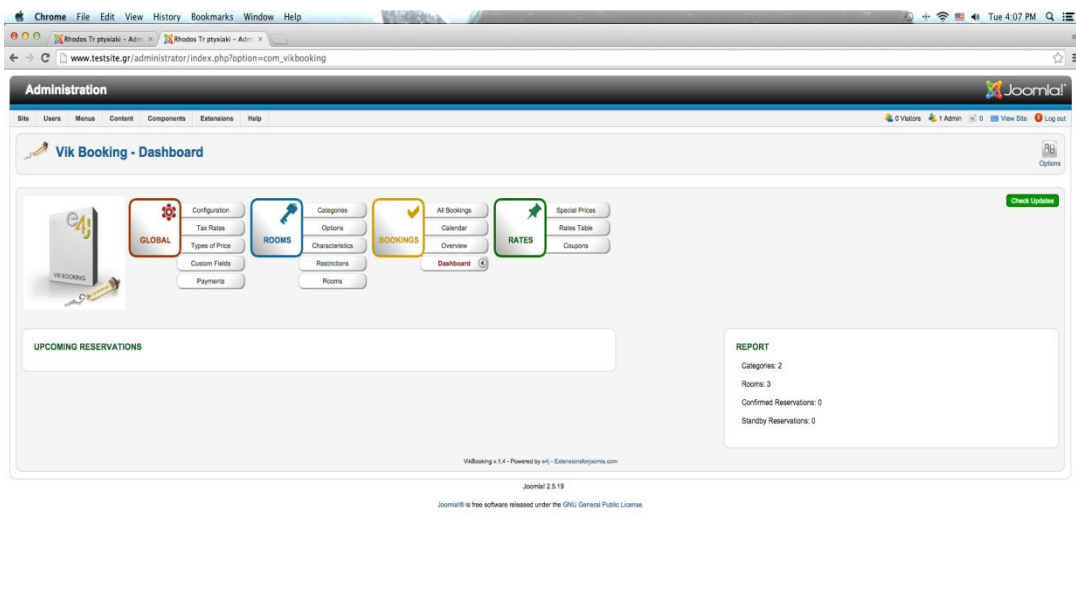 Chrome File Edit View History Bookmarks Window Help Tue 4:07 PM
Rhodos Tr ptyxiaki – Adm Rhodos Tr ptyxiaki – Adm
www.testsite.gr/administrator/index.php?option=com_vikbooking
Administration Joomla!
Site Users Menus Content Components Extensions Help 0 Visitors 1 Admin 0 View Site Log out
Vik Booking - Dashboard Options
Check Updates
e4j
VIKBOOKING
GLOBAL
Configuration
Tax Rates
Types of Price
Custom Fields
Payments
ROOMS
Categories
Options
Characteristics
Restrictions
Rooms
BOOKINGS
All Bookings
Calendar
Overview
Dashboard
RATES
Special Prices
Rates Table
Coupons
UPCOMING RESERVATIONS
REPORT
Categories: 2
Rooms: 3
Confirmed Reservations: 0
Standby Reservations: 0
VikBooking v.1.4 - Powered by e4j - Extensionsforjoomla.com
Joomla! 2.5.19
Joomla!® is free software released under the GNU General Public License.